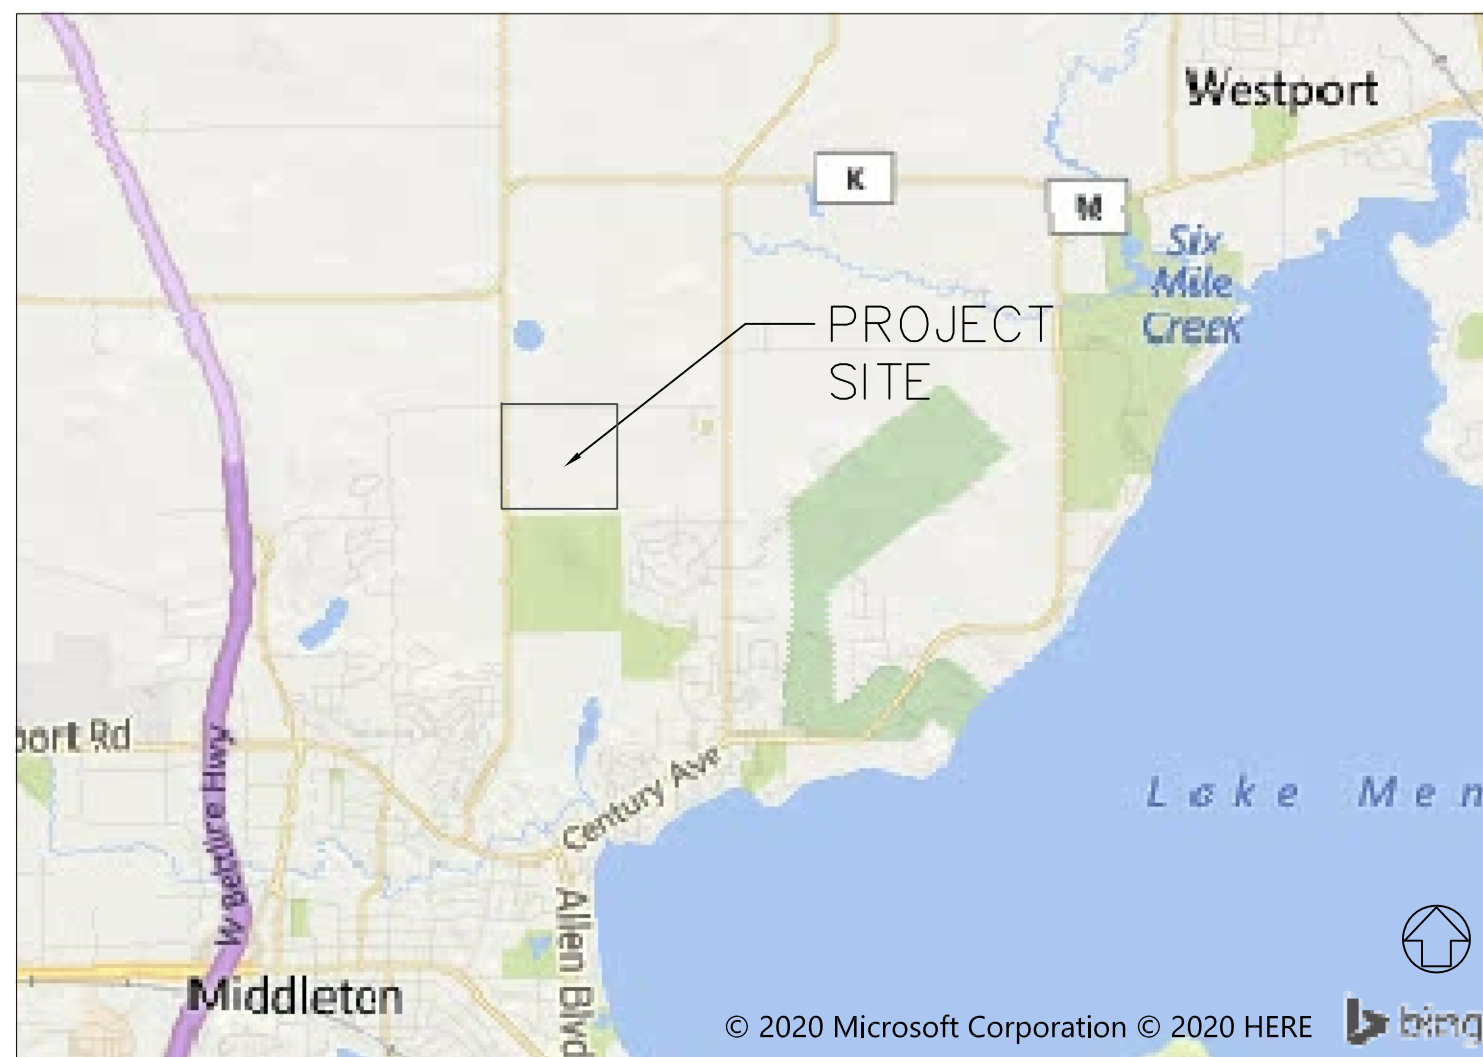 Westport
K
M
Six
Mile
Creek
PROJECT
SITE
port Rd
W Beltline Hwy
Century Ave
Lake Men
Allen Blvd
Middleton
© 2020 Microsoft Corporation © 2020 HERE
bing